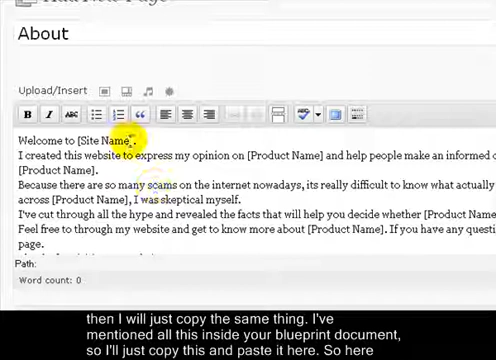 About
Upload/Insert
B I ABC
Welcome to [Site Name].
I created this website to express my opinion on [Product Name] and help people make an informed
[Product Name].
Because there are so many scams on the internet nowadays, its really difficult to know what actually
across [Product Name], I was skeptical myself.
I've cut through all the hype and revealed the facts that will help you decide whether [Product Name
Feel free to through my website and get to know more about [Product Name]. If you have any
page.
Path:
Word count: 0
then I will just copy the same thing. I've
mentioned all this inside your blueprint document,
so I'll just copy this and paste it here. So here